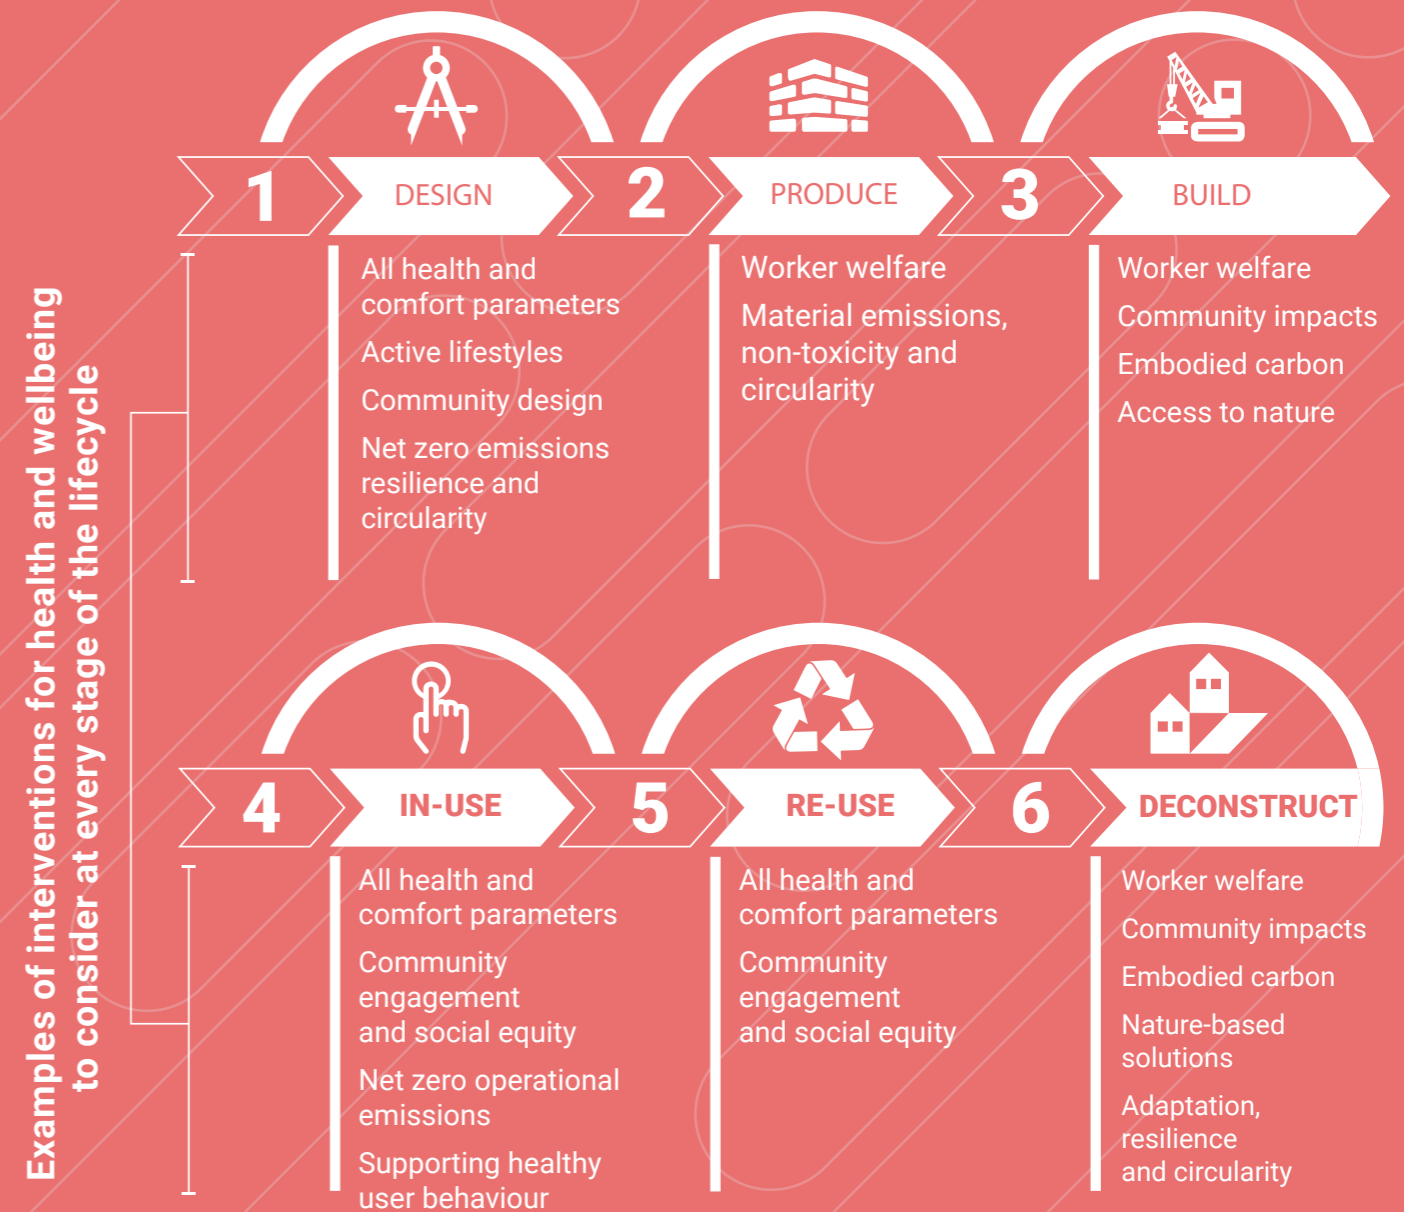 Examples of interventions for health and wellbeing
to consider at every stage of the lifecycle
1
DESIGN
All health and
comfort parameters
Active lifestyles
Community design
Net zero emissions
resilience and
circularity
2
PRODUCE
Worker welfare
Material emissions,
non-toxicity and
circularity
3
BUILD
Worker welfare
Community impacts
Embodied carbon
Access to nature
4
IN-USE
All health and
comfort parameters
Community
engagement
and social equity
Net zero operational
emissions
Supporting healthy
user behaviour
5
RE-USE
All health and
comfort parameters
Community
engagement
and social equity
6
DECONSTRUCT
Worker welfare
Community impacts
Embodied carbon
Nature-based
solutions
Adaptation,
resilience
and circularity